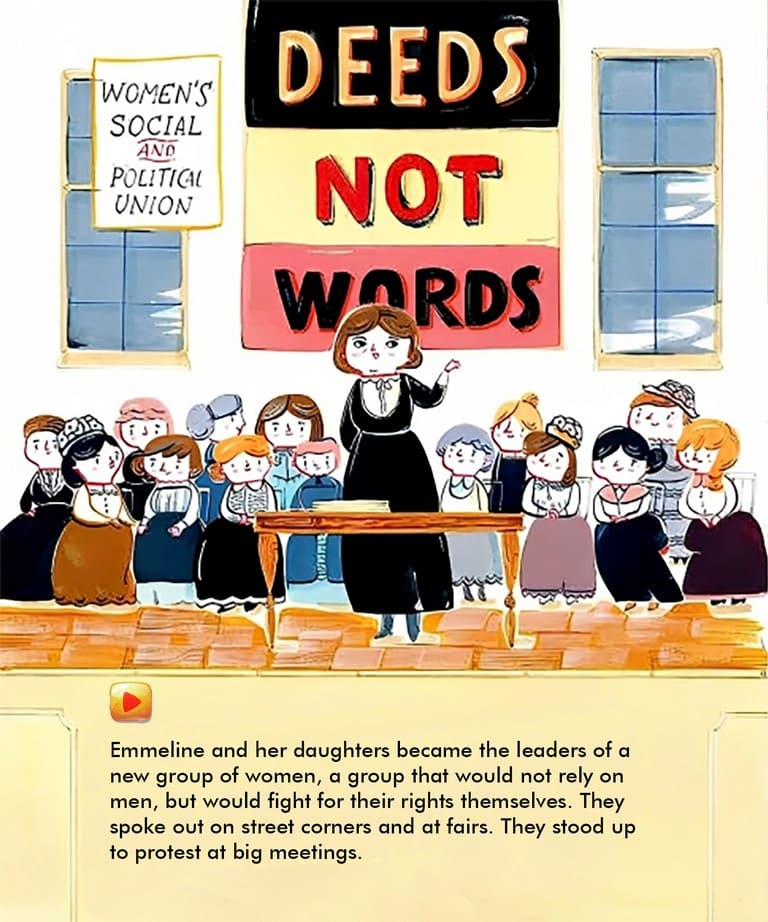 WOMEN'S
SOCIAL
AND
POLITICAL
UNION
DEEDS
NOT
WORDS
Emmeline and her daughters became the leaders of a
new group of women, a group that would not rely on
men, but would fight for their rights themselves. They
spoke out on street corners and at fairs. They stood up
to protest at big meetings.